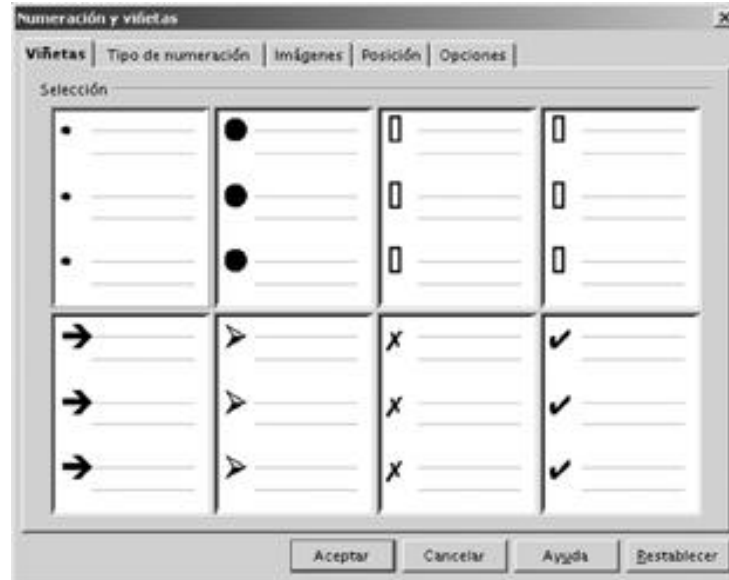 Numeración y viñetas
Viñetas Tipo de numeración Imágenes Posición Opciones
Selección
Aceptar Cancelar Ayuda Restablecer